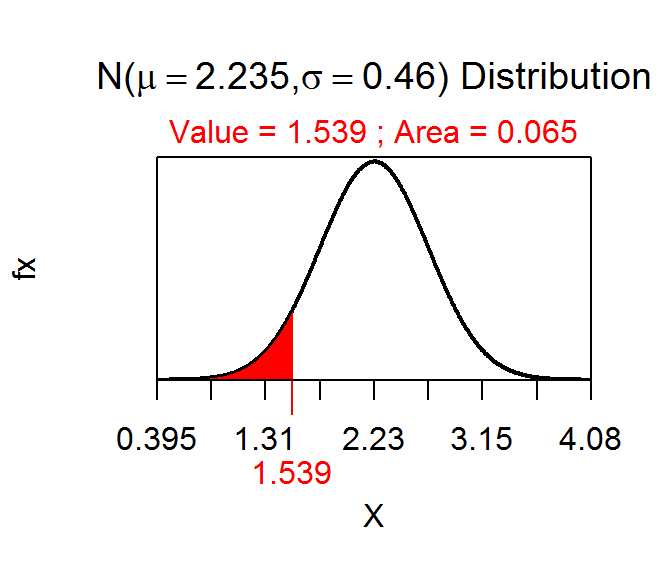 N(μ = 2.235,σ = 0.46) Distribution
Value = 1.539 ; Area = 0.065
fx
0.395 1.31 2.23 3.15 4.08
1.539
X